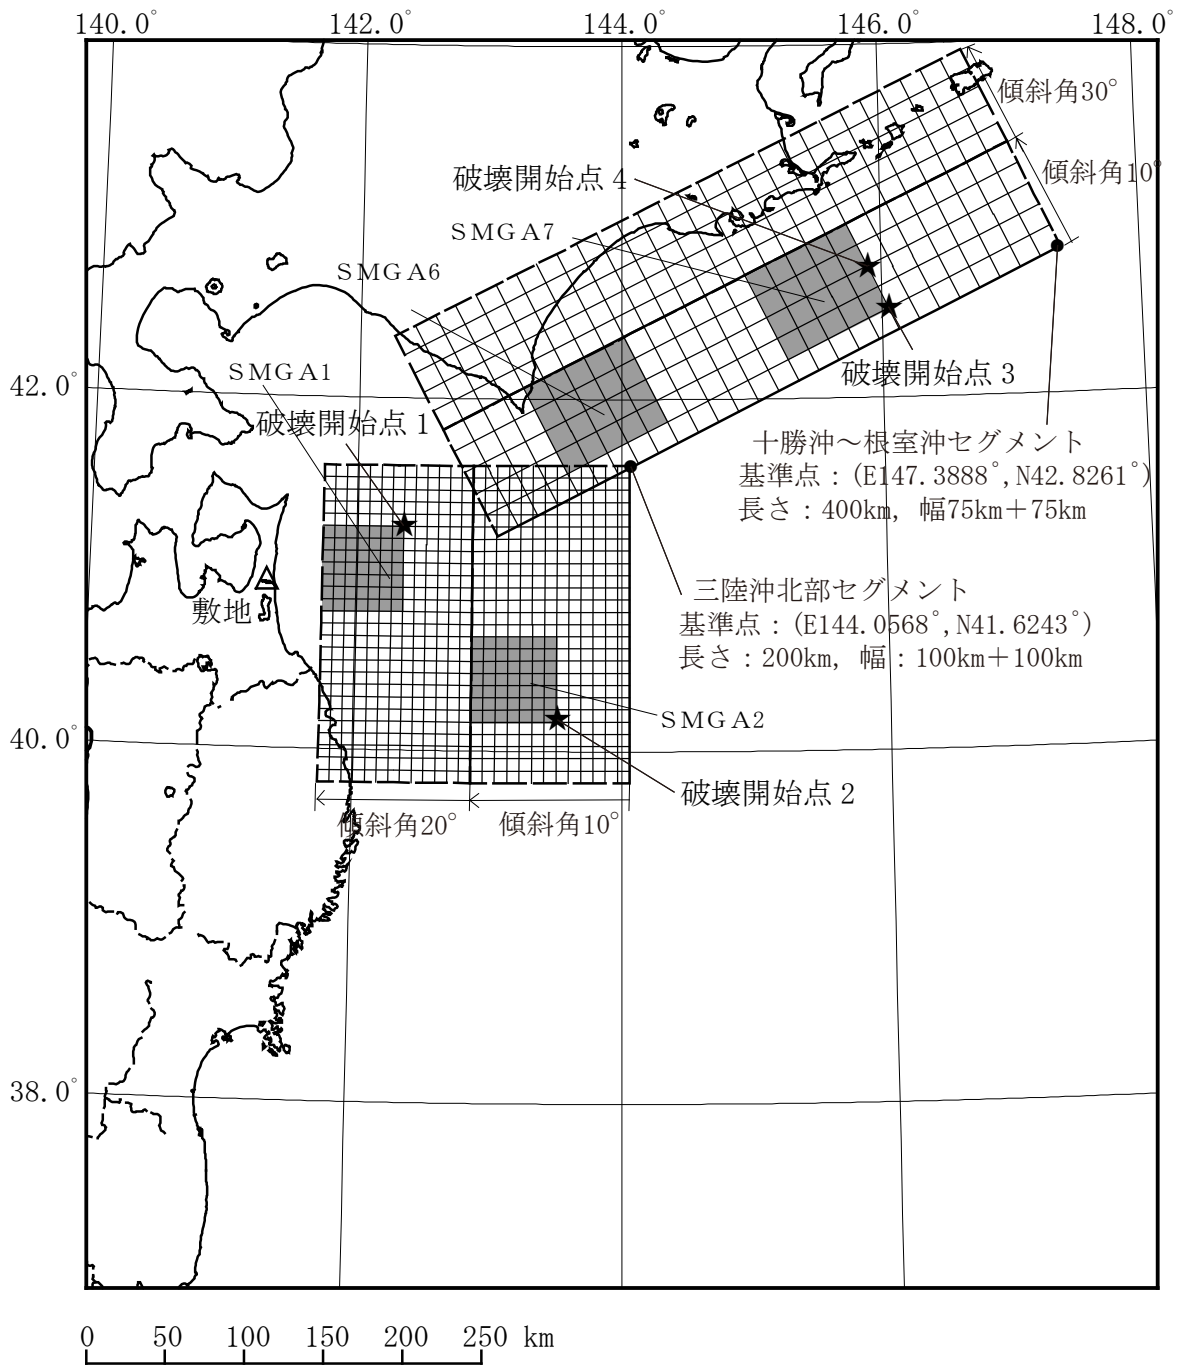 140.0°
142.0°
144.0°
146.0°
148.0°
傾斜角30°
破壊開始点4
傾斜角10°
SMGA7
SMGA6
SMGA1
42.0°
破壊開始点3
破壊開始点1
十勝沖~根室沖セグメント
基準点:(E147.3888°,N42.8261°)
長さ:400km, 幅75km+75km
敷地
三陸沖北部セグメント
基準点:(E144.0568°,N41.6243°)
長さ:200km, 幅:100km+100km
SMGA2
40.0°
破壊開始点2
傾斜角20°
傾斜角10°
38.0°
0 50 100 150 200 250 km